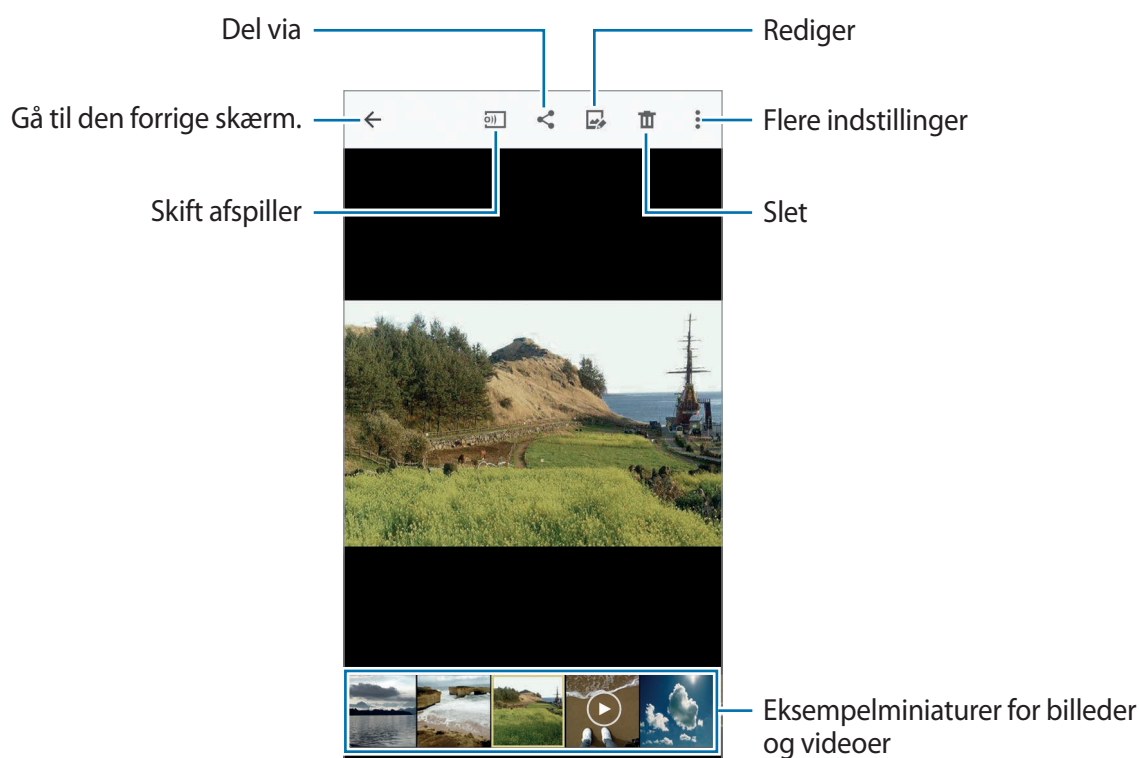 Del via
Rediger
Gå til den forrige skærm.
Flere indstillinger
Skift afspiller
Slet
Eksempelminiaturer for billeder
og videoer